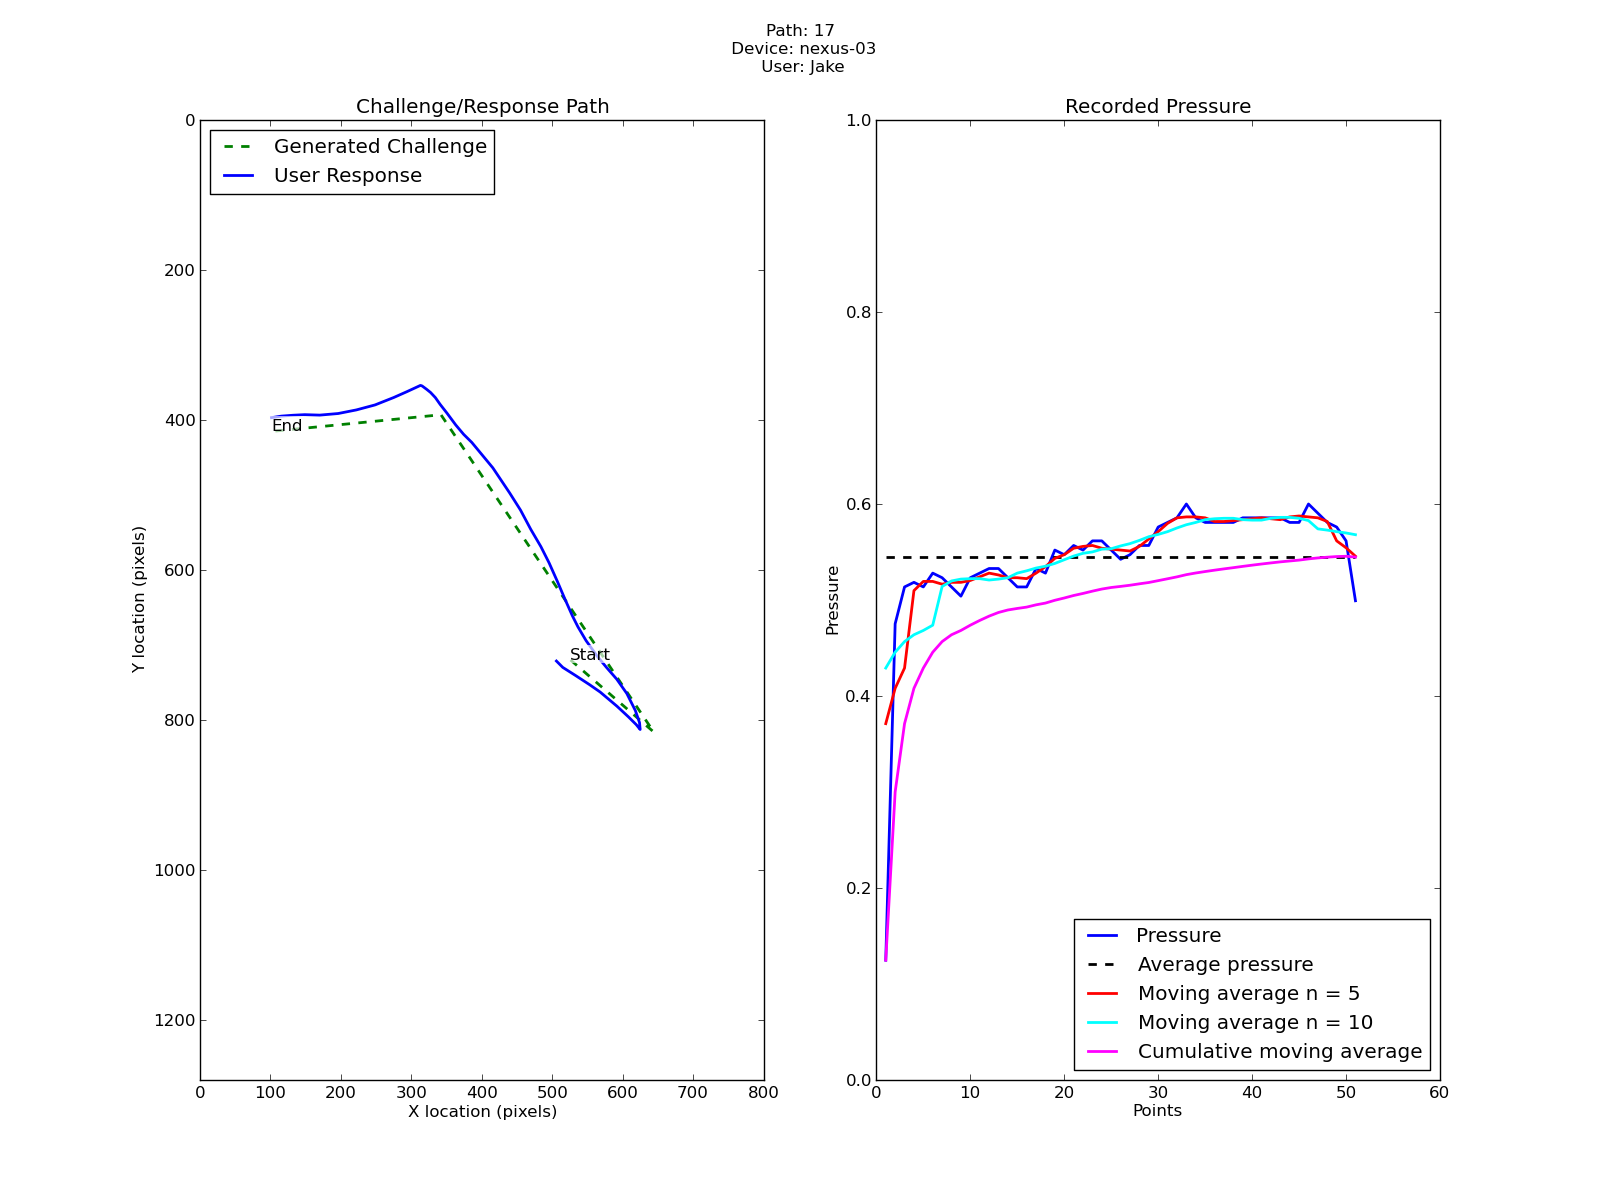 Path: 17
Device: nexus-03
User: Jake
Challenge/Response Path
Generated Challenge
User Response
0
200
400
600
800
1000
1200
Y location (pixels)
End
Start
0 100 200 300 400 500 600 700 800
X location (pixels)
Recorded Pressure
1.0
0.8
0.6
0.4
0.2
0.0
Pressure
Pressure
Average pressure
Moving average n = 5
Moving average n = 10
Cumulative moving average
0 10 20 30 40 50 60
Points